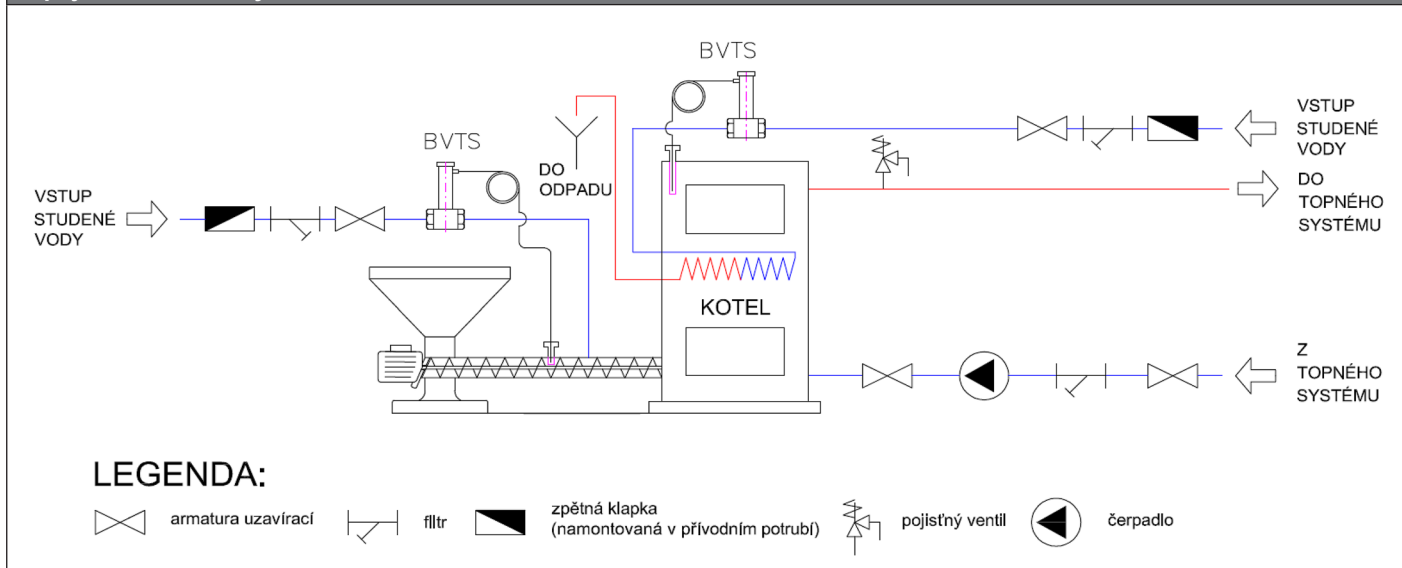 BVTS
BVTS
VSTUP
STUDENÉ
VODY
DO
ODPADU
VSTUP
STUDENÉ
VODY
DO
TOPNÉHO
SYSTÉMU
KOTEL
Z
TOPNÉHO
SYSTÉMU
LEGENDA:
armatura uzavírací
filtr
zpětná klapka
(namontovaná v přívodním potrubí)
pojisťný ventil
čerpadlo